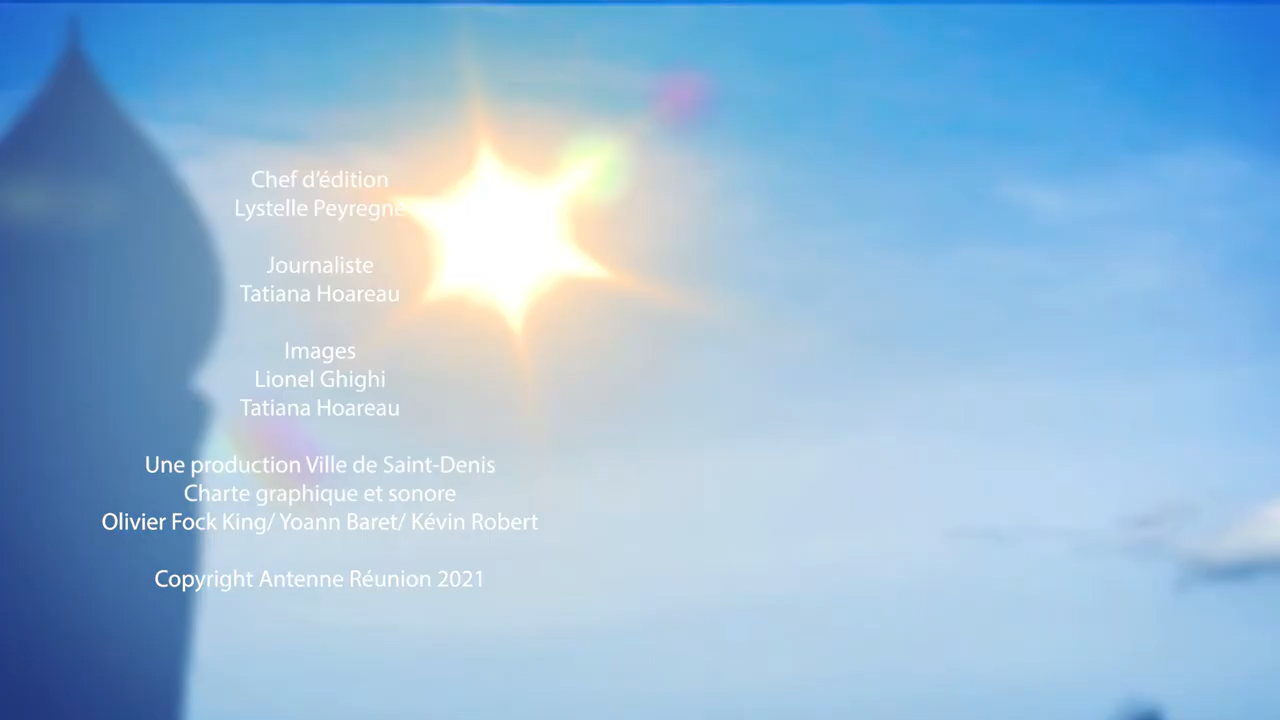 Chef d’édition
Lystelle Peyregne
Journaliste
Tatiana Hoareau
Images
Lionel Ghighi
Tatiana Hoareau
Une production Ville de Saint-Denis
Charte graphique et sonore
Olivier Fock King/ Yoann Baret/ Kévin Robert
Copyright Antenne Réunion 2021